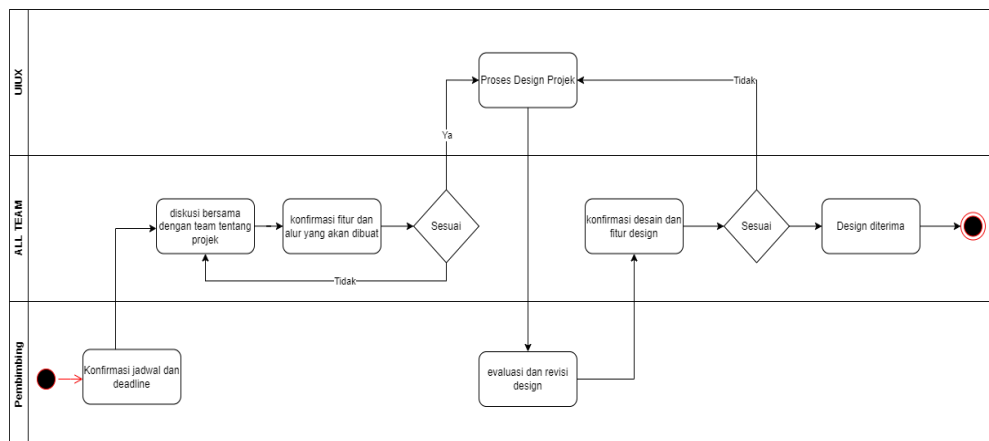 UIUX
Proses Design Projek
Tidak
Ya
ALL TEAM
diskusi bersama
dengan team tentang
projek
konfirmasi fitur dan
alur yang akan dibuat
Sesuai
Tidak
konfirmasi desain dan
fitur design
Sesuai
Design diterima
Pembimbing
Konfirmasi jadwal dan
deadline
evaluasi dan revisi
design